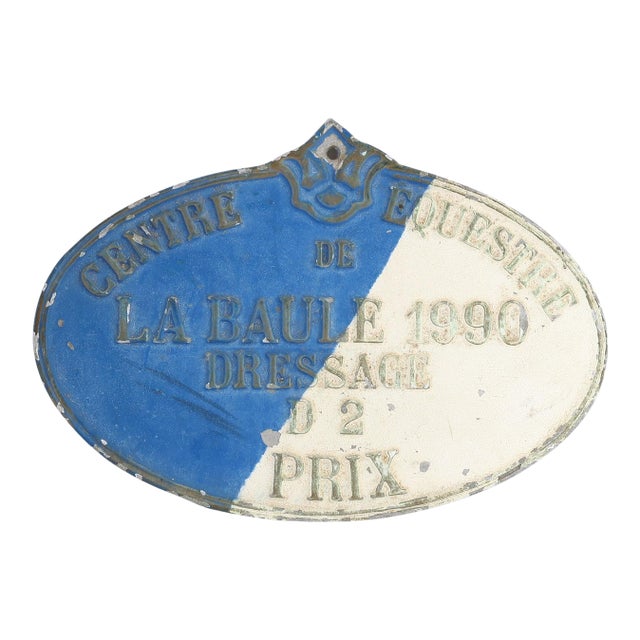 CENTRE EQUESTRE
DE
LA BAULE 1990
DRESSAGE
D 2
PRIX